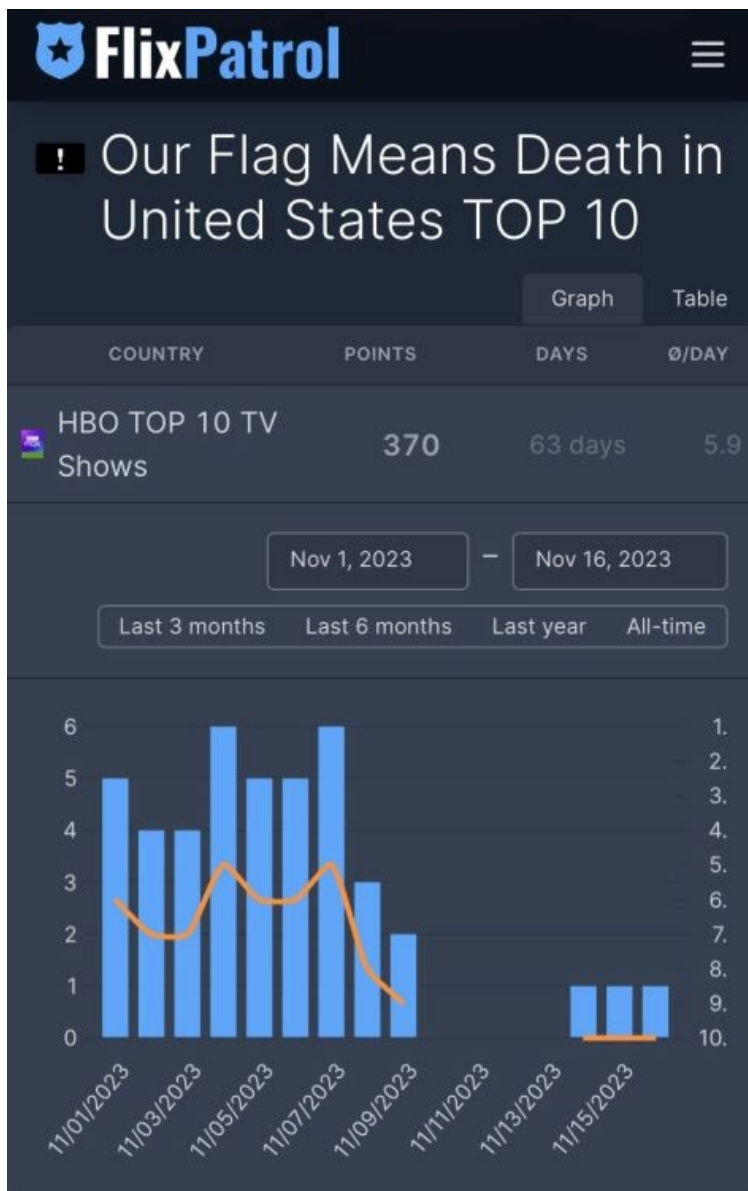 FlixPatrol
! Our Flag Means Death in
United States TOP 10
Graph Table
COUNTRY POINTS DAYS Ø/DAY
HBO TOP 10 TV
Shows
370 63 days 5.9
Nov 1, 2023 – Nov 16, 2023
Last 3 months Last 6 months Last year All-time
6 1.
2.
5 3.
4 4.
3 5.
6.
2 7.
1 8.
9.
0 10.
11/01/2023 11/03/2023 11/05/2023 11/07/2023 11/09/2023 11/11/2023 11/13/2023 11/15/2023